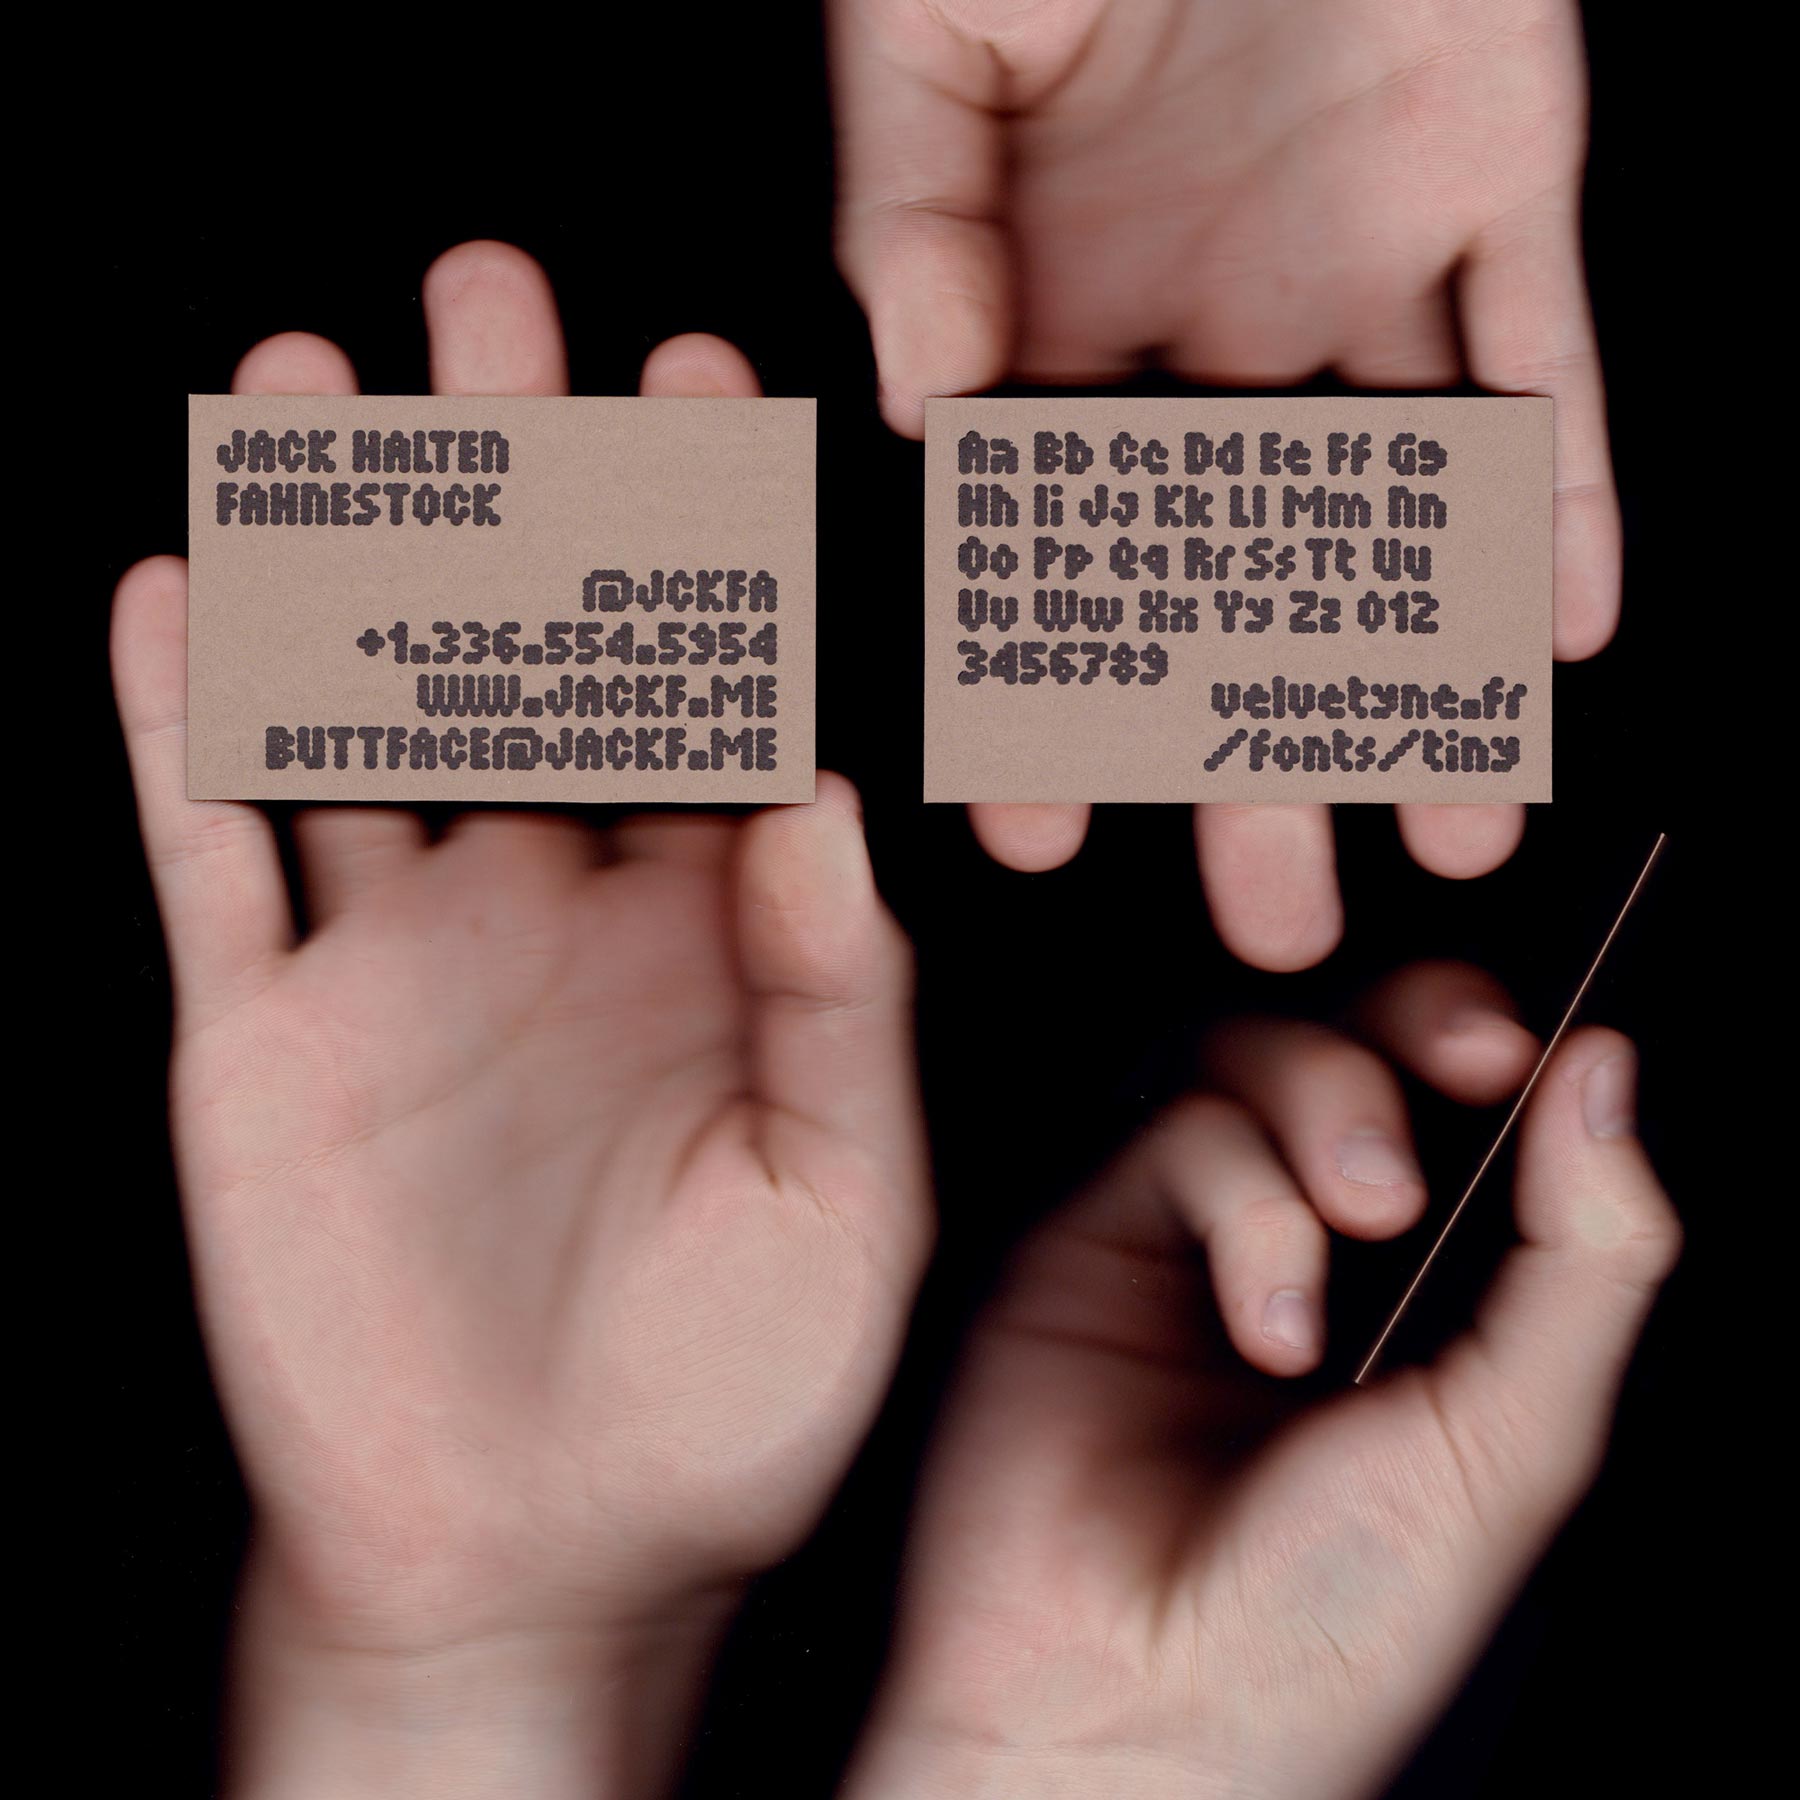 JACK HALTEN
FAHNESTOCK
@JCKFA
+1.336.554.5954
WWW.JACKF.ME
BUTTFACE@JACKF.ME
Aa Bb Cc Dd Ee Ff Gg
Hh Ii Jj Kk Ll Mm Nn
Oo Pp Qq Rr Ss Tt Uu
Vv Ww Xx Yy Zz 012
3456789
velvetyne.fr
/fonts/tiny